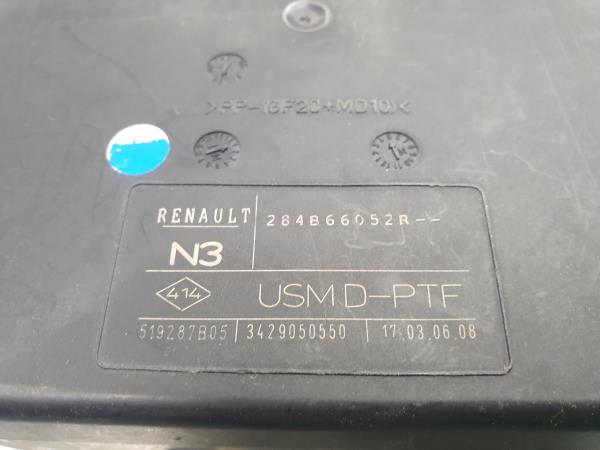 >PP-(GF20+MD10)<
RENAULT 284B66052R--
N3
414 USM D-PTF
519287B05 3429050550 17.03.06.08